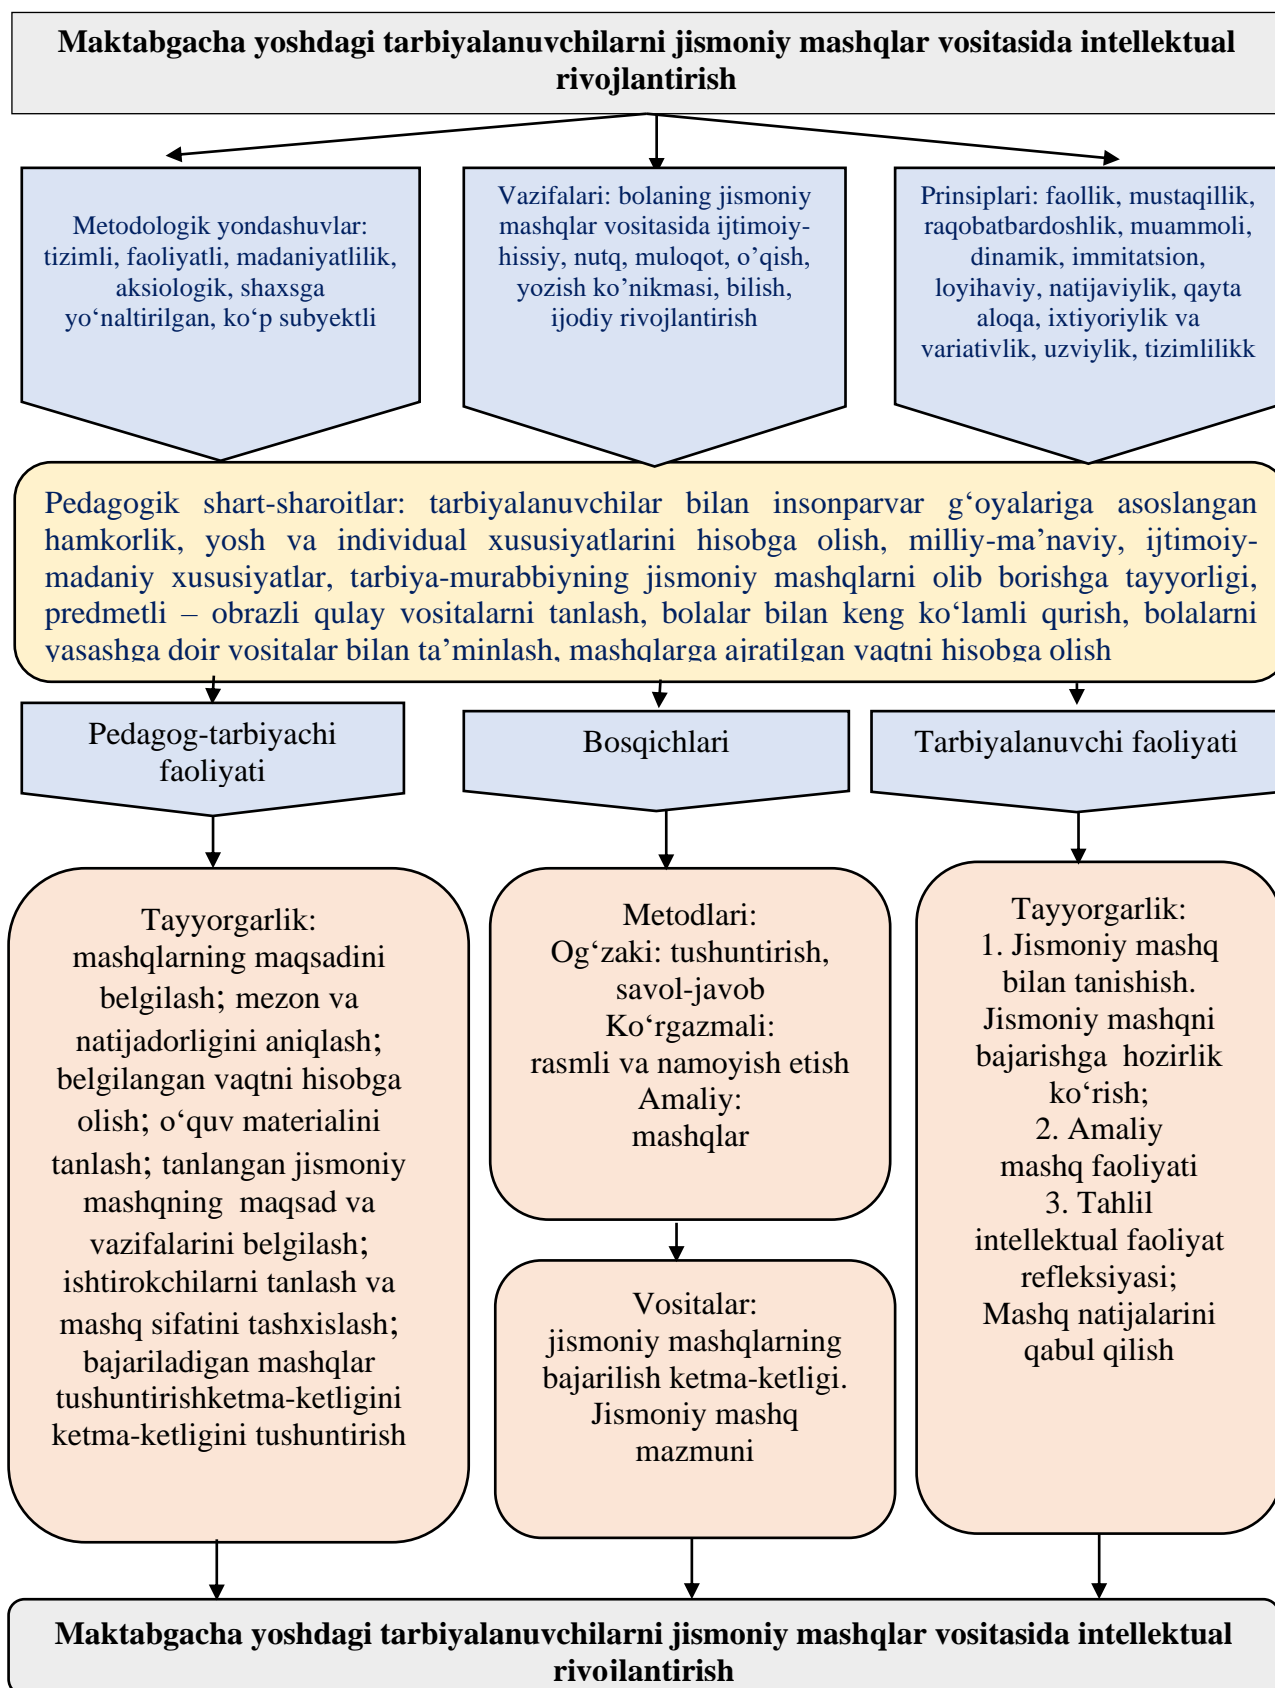 Maktabgacha yoshdagi tarbiyalanuvchilarni jismoniy mashqlar vositasida intellektual
rivojlantirish
Metodologik yondashuvlar:
tizimli, faoliyatli, madaniyatlilik,
aksiologik, shaxsga
yo‘naltirilgan, ko‘p subyektli
Vazifalari: bolaning jismoniy
mashqlar vositasida ijtimoiy-
hissiy, nutq, muloqot, o’qish,
yozish ko’nikmasi, bilish,
ijodiy rivojlantirish
Prinsiplari: faollik, mustaqillik,
raqobatbardoshlik, muammoli,
dinamik, immitatsion,
loyihaviy, natijaviylik, qayta
aloqa, ixtiyoriylik va
variativlik, uzviylik, tizimlilikk
Pedagogik shart-sharoitlar: tarbiyalanuvchilar bilan insonparvar g‘oyalariga asoslangan
hamkorlik, yosh va individual xususiyatlarini hisobga olish, milliy-ma’naviy, ijtimoiy-
madaniy xususiyatlar, tarbiya-murabbiyning jismoniy mashqlarni olib borishga tayyorligi,
predmetli – obrazli qulay vositalarni tanlash, bolalar bilan keng ko‘lamli qurish, bolalarni
yasashga doir vositalar bilan ta’minlash, mashqlarga ajratilgan vaqtni hisobga olish
Pedagog-tarbiyachi
faoliyati
Bosqichlari
Tarbiyalanuvchi faoliyati
Tayyorgarlik:
mashqlarning maqsadini
belgilash; mezon va
natijadorligini aniqlash;
belgilangan vaqtni hisobga
olish; o‘quv materialini
tanlash; tanlangan jismoniy
mashqning maqsad va
vazifalarini belgilash;
ishtirokchilarni tanlash va
mashq sifatini tashxislash;
bajariladigan mashqlar
tushuntirishketma-ketligini
ketma-ketligini tushuntirish
Metodlari:
Og‘zaki: tushuntirish,
savol-javob
Ko‘rgazmali:
rasmli va namoyish etish
Amaliy:
mashqlar
Vositalar:
jismoniy mashqlarning
bajarilish ketma-ketligi.
Jismoniy mashq
mazmuni
Tayyorgarlik:
1. Jismoniy mashq
bilan tanishish.
Jismoniy mashqni
bajarishga hozirlik
ko‘rish;
2. Amaliy
mashq faoliyati
3. Tahlil
intellektual faoliyat
refleksiyasi;
Mashq natijalarini
qabul qilish
Maktabgacha yoshdagi tarbiyalanuvchilarni jismoniy mashqlar vositasida intellektual
rivojlantirish